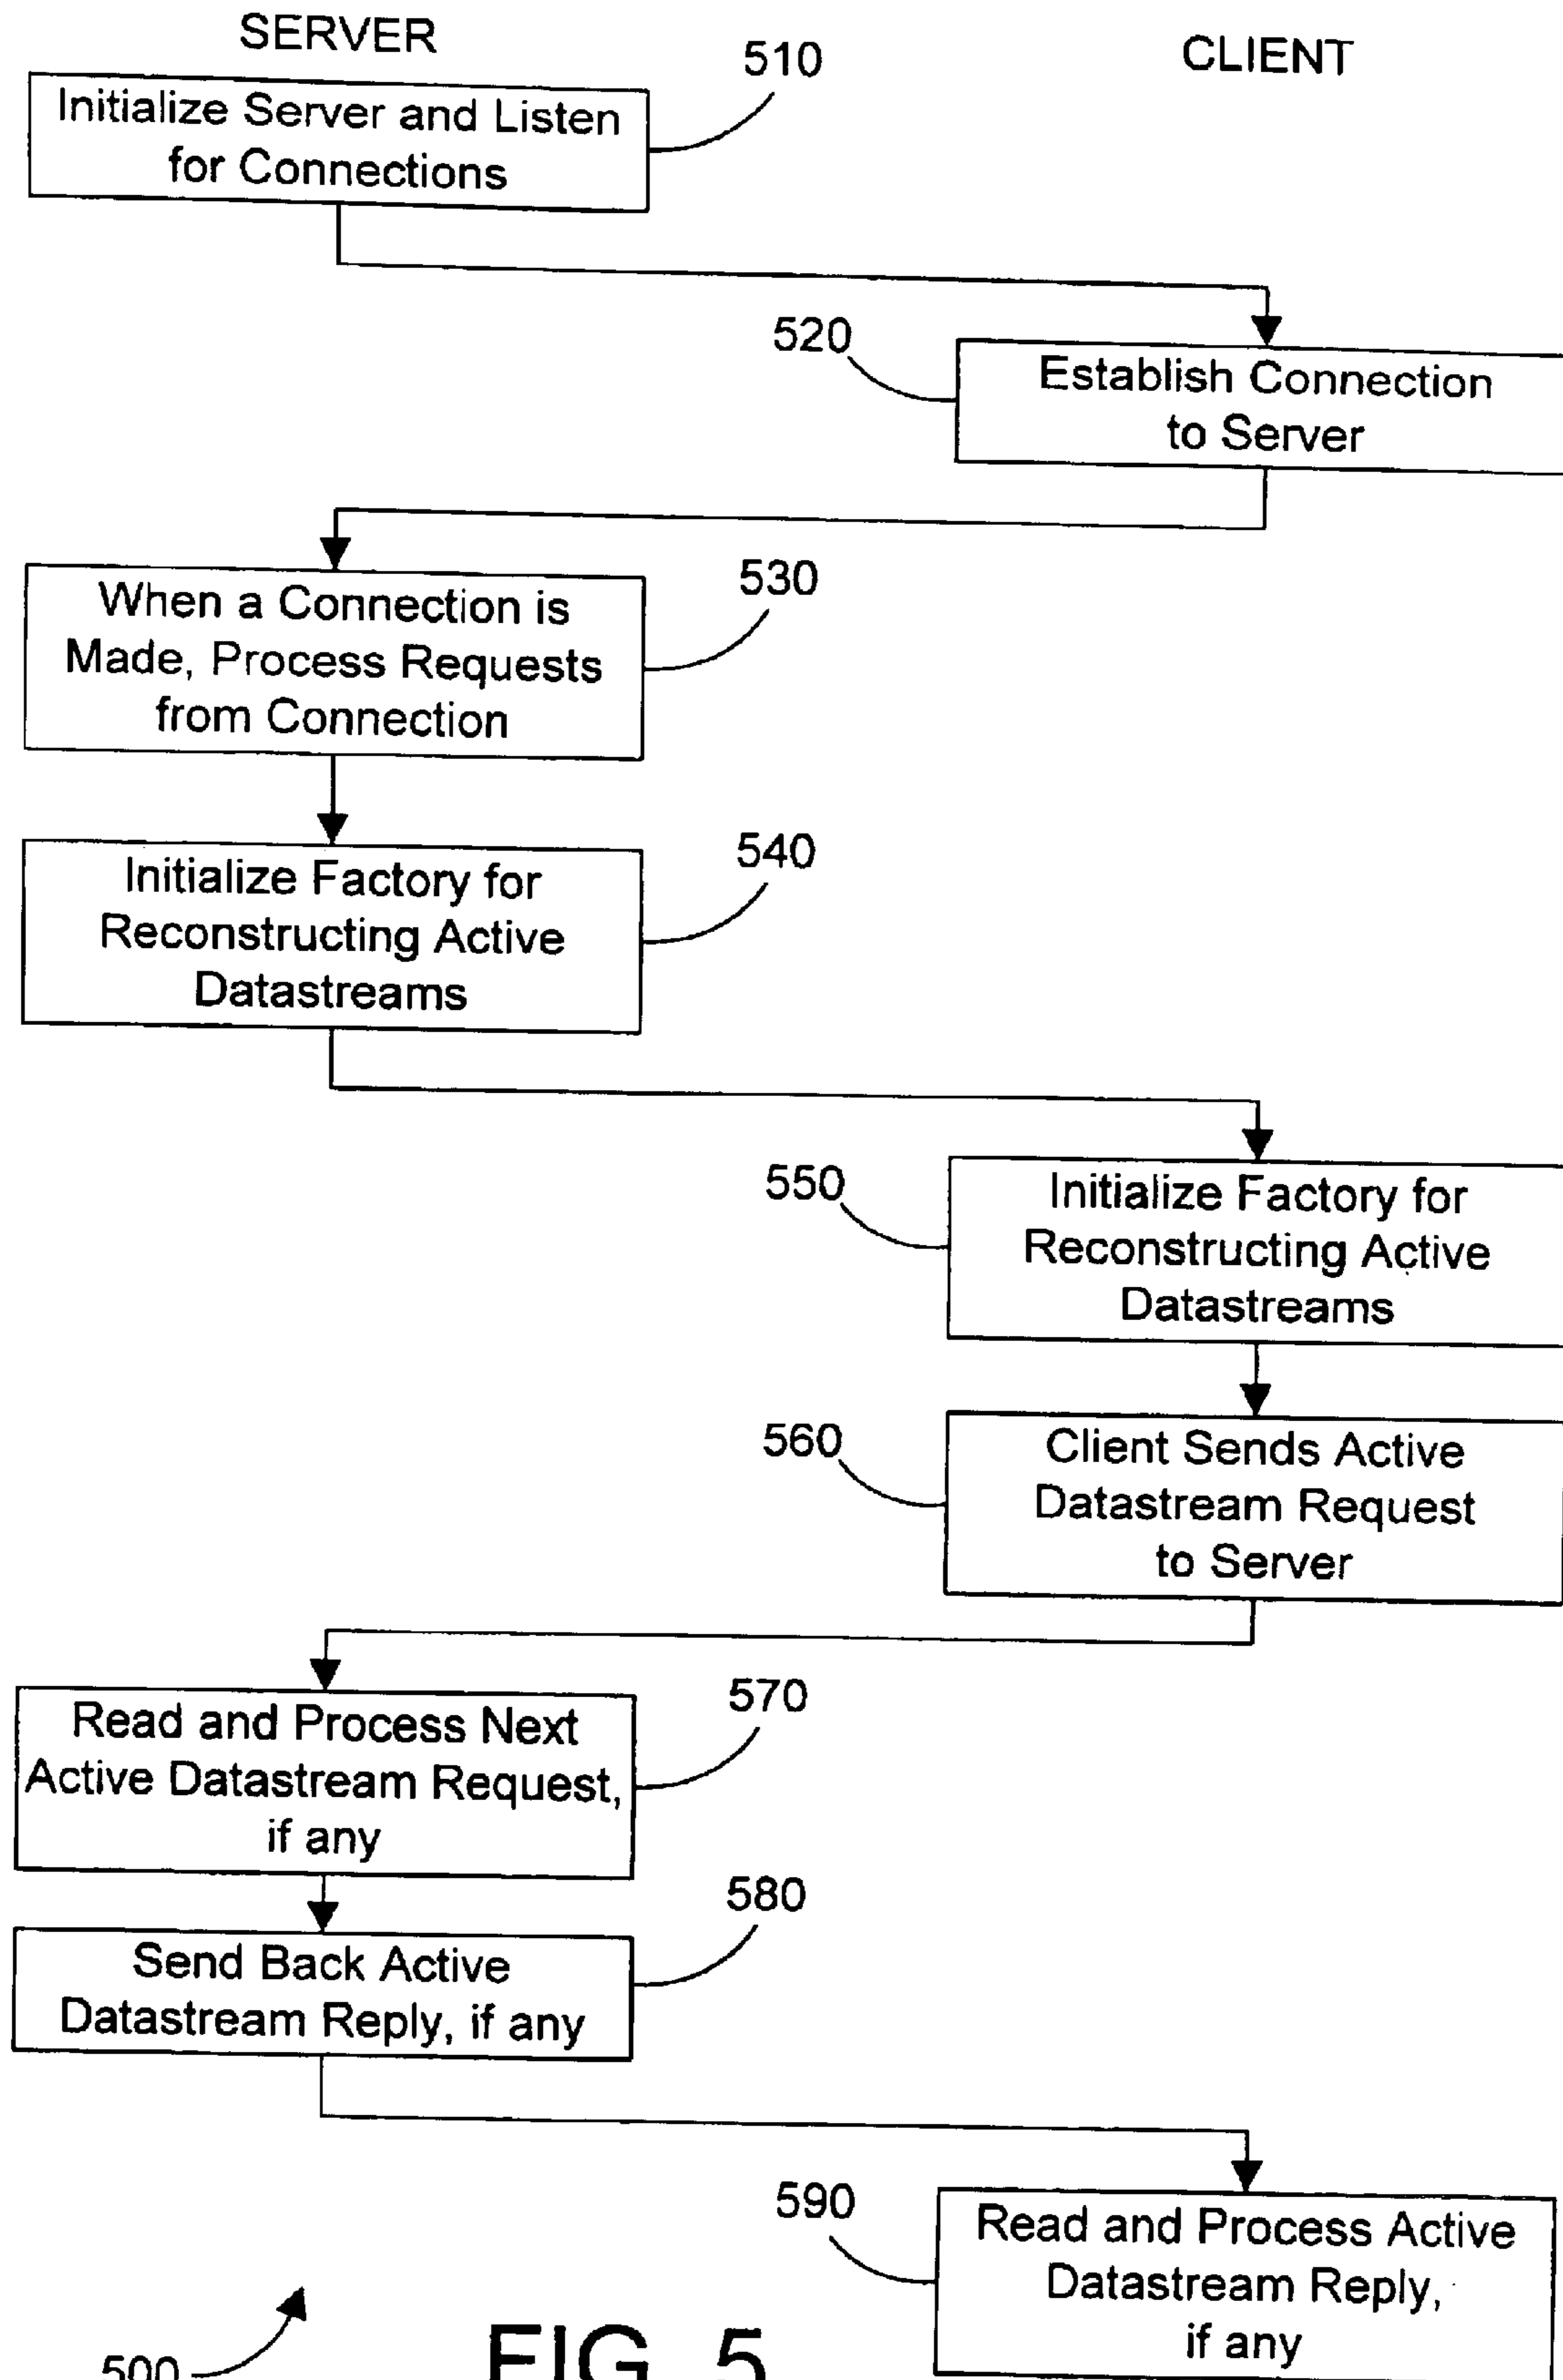 SERVER
CLIENT
510
Initialize Server and Listen
for Connections
520
Establish Connection
to Server
530
When a Connection is
Made, Process Requests
from Connection
540
Initialize Factory for
Reconstructing Active
Datastreams
550
Initialize Factory for
Reconstructing Active
Datastreams
560
Client Sends Active
Datastream Request
to Server
570
Read and Process Next
Active Datastream Request,
if any
580
Send Back Active
Datastream Reply, if any
590
Read and Process Active
Datastream Reply,
if any
500
FIG. 5